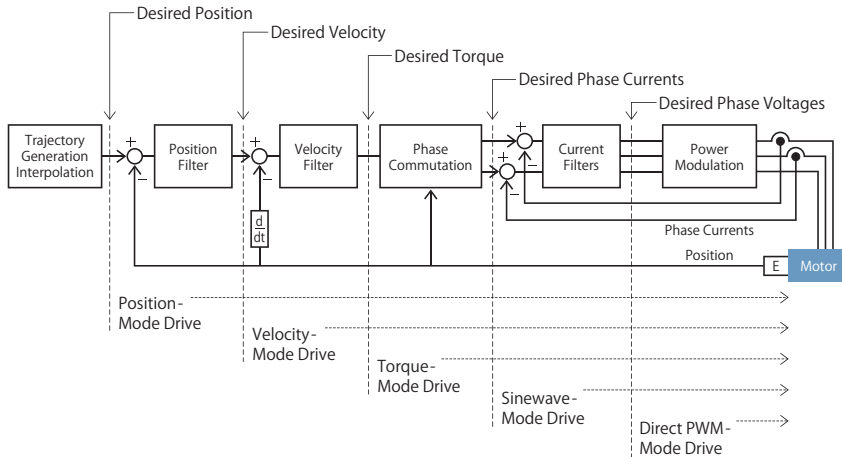 Desired Position
Desired Velocity
Desired Torque
Desired Phase Currents
Desired Phase Voltages
Trajectory
Generation
Interpolation
+
−
Position
Filter
+
−
Velocity
Filter
Phase
Commutation
+
−
+
−
Current
Filters
Power
Modulation
d
dt
Phase Currents
Position
E
Motor
Position-
Mode Drive
Velocity-
Mode Drive
Torque-
Mode Drive
Sinewave-
Mode Drive
Direct PWM-
Mode Drive